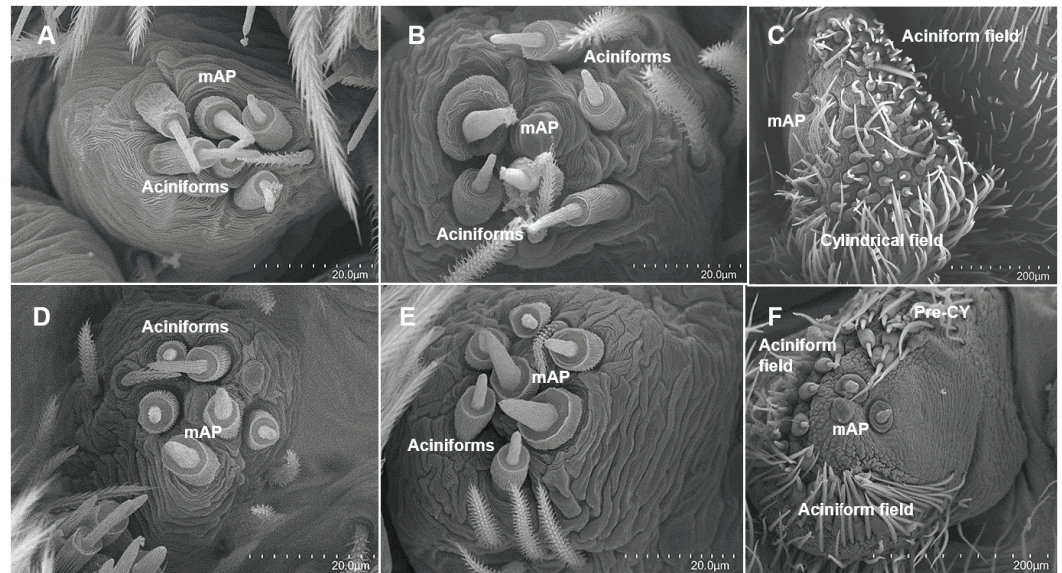 A
mAP
Aciniforms
20.0µm
B
Aciniforms
mAP
Aciniforms
20.0µm
C
Aciniform field
mAP
Cylindrical field
200µm
D
Aciniforms
mAP
20.0µm
E
mAP
Aciniforms
20.0µm
F
Pre-CY
Aciniform
field
mAP
Aciniform field
200µm